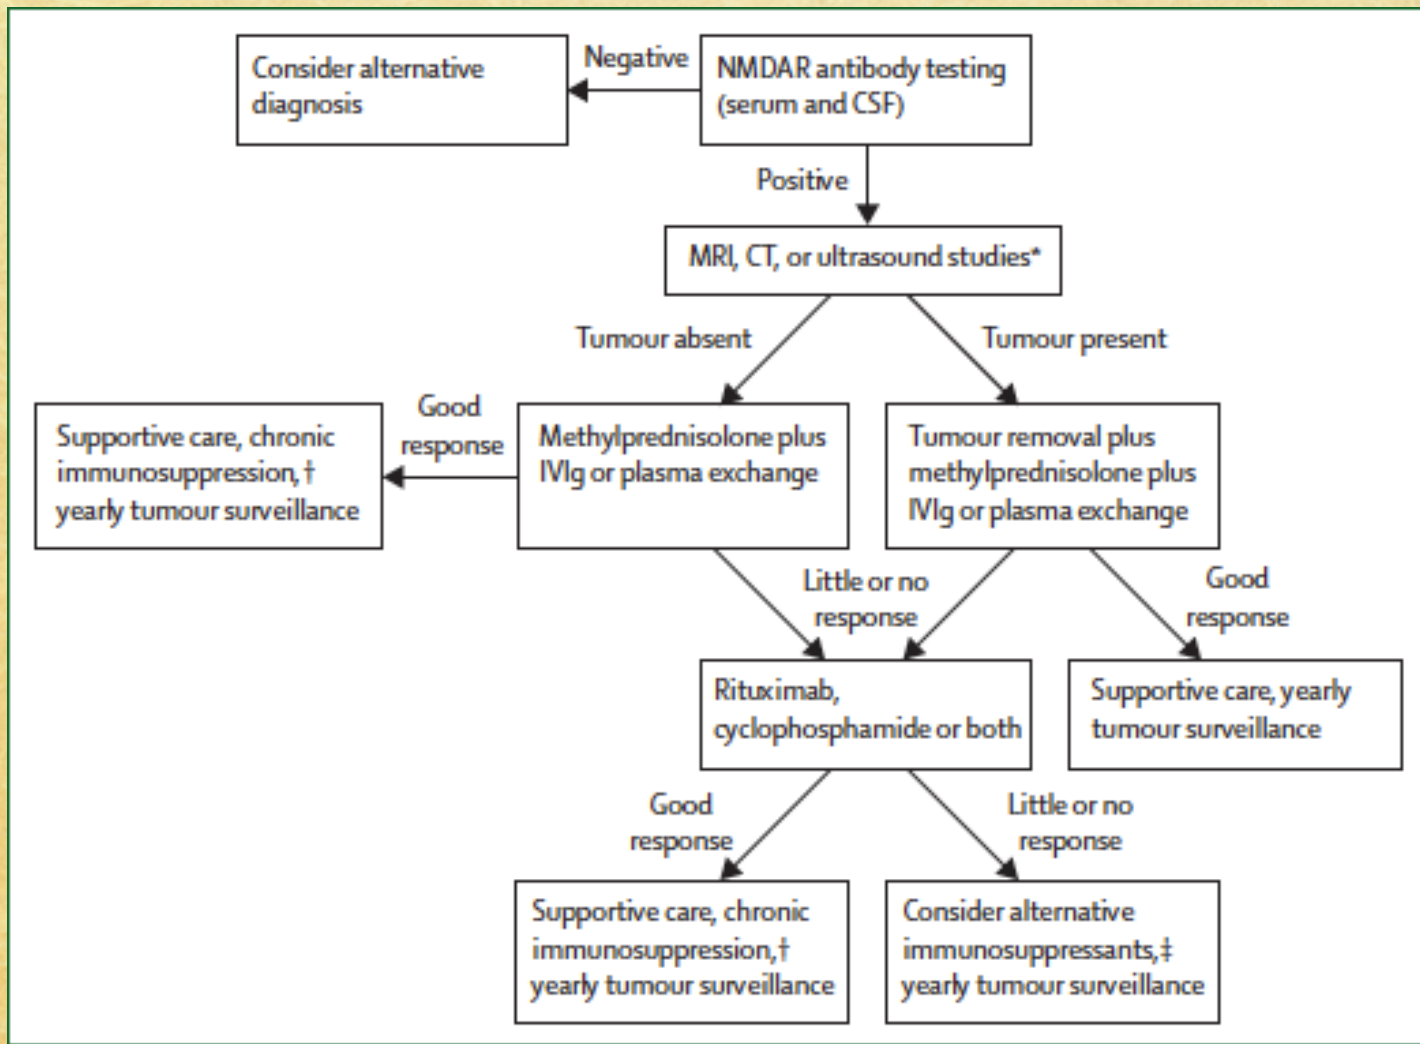 Consider alternative
diagnosis
Negative
NMDAR antibody testing
(serum and CSF)
Positive
MRI, CT, or ultrasound studies*
Tumour absent
Tumour present
Supportive care, chronic
immunosuppression,†
yearly tumour surveillance
Good
response
Methylprednisolone plus
IVIg or plasma exchange
Tumour removal plus
methylprednisolone plus
IVIg or plasma exchange
Little or no
response
Good
response
Rituximab,
cyclophosphamide or both
Supportive care, yearly
tumour surveillance
Good
response
Little or no
response
Supportive care, chronic
immunosuppression,†
yearly tumour surveillance
Consider alternative
immunosuppressants,‡
yearly tumour surveillance